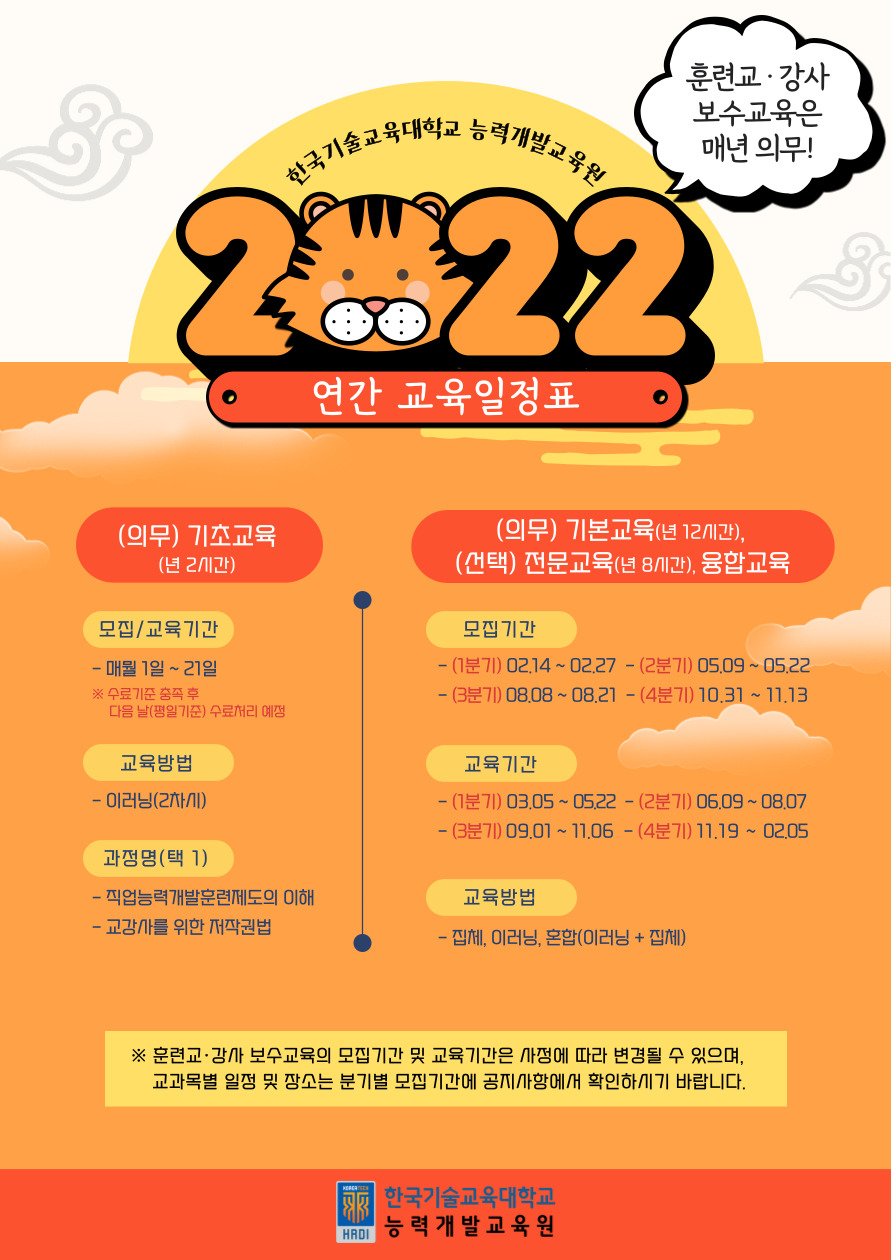 훈련교·강사
보수교육은
매년 의무!
한국기술교육대학교 능력개발교육원
2022
연간 교육일정표
(의무) 기초교육
(년 2시간)
모집/교육기간
- 매월 1일 ~ 21일
※ 수료기준 충족 후
다음 날(평일기준) 수료처리 예정
교육방법
- 이러닝(2차시)
과정명(택 1)
- 직업능력개발훈련제도의 이해
- 교강사를 위한 저작권법
(의무) 기본교육(년 12시간),
(선택) 전문교육(년 8시간), 융합교육
모집기간
- (1분기) 02.14 ~ 02.27 - (2분기) 05.09 ~ 05.22
- (3분기) 08.08 ~ 08.21 - (4분기) 10.31 ~ 11.13
교육기간
- (1분기) 03.05 ~ 05.22 - (2분기) 06.09 ~ 08.07
- (3분기) 09.01 ~ 11.06 - (4분기) 11.19 ~ 02.05
교육방법
- 집체, 이러닝, 혼합(이러닝 + 집체)
※ 훈련교·강사 보수교육의 모집기간 및 교육기간은 사정에 따라 변경될 수 있으며,
교과목별 일정 및 장소는 분기별 모집기간에 공지사항에서 확인하시기 바랍니다.
KOREATECH
HRDI
한국기술교육대학교
능력개발교육원